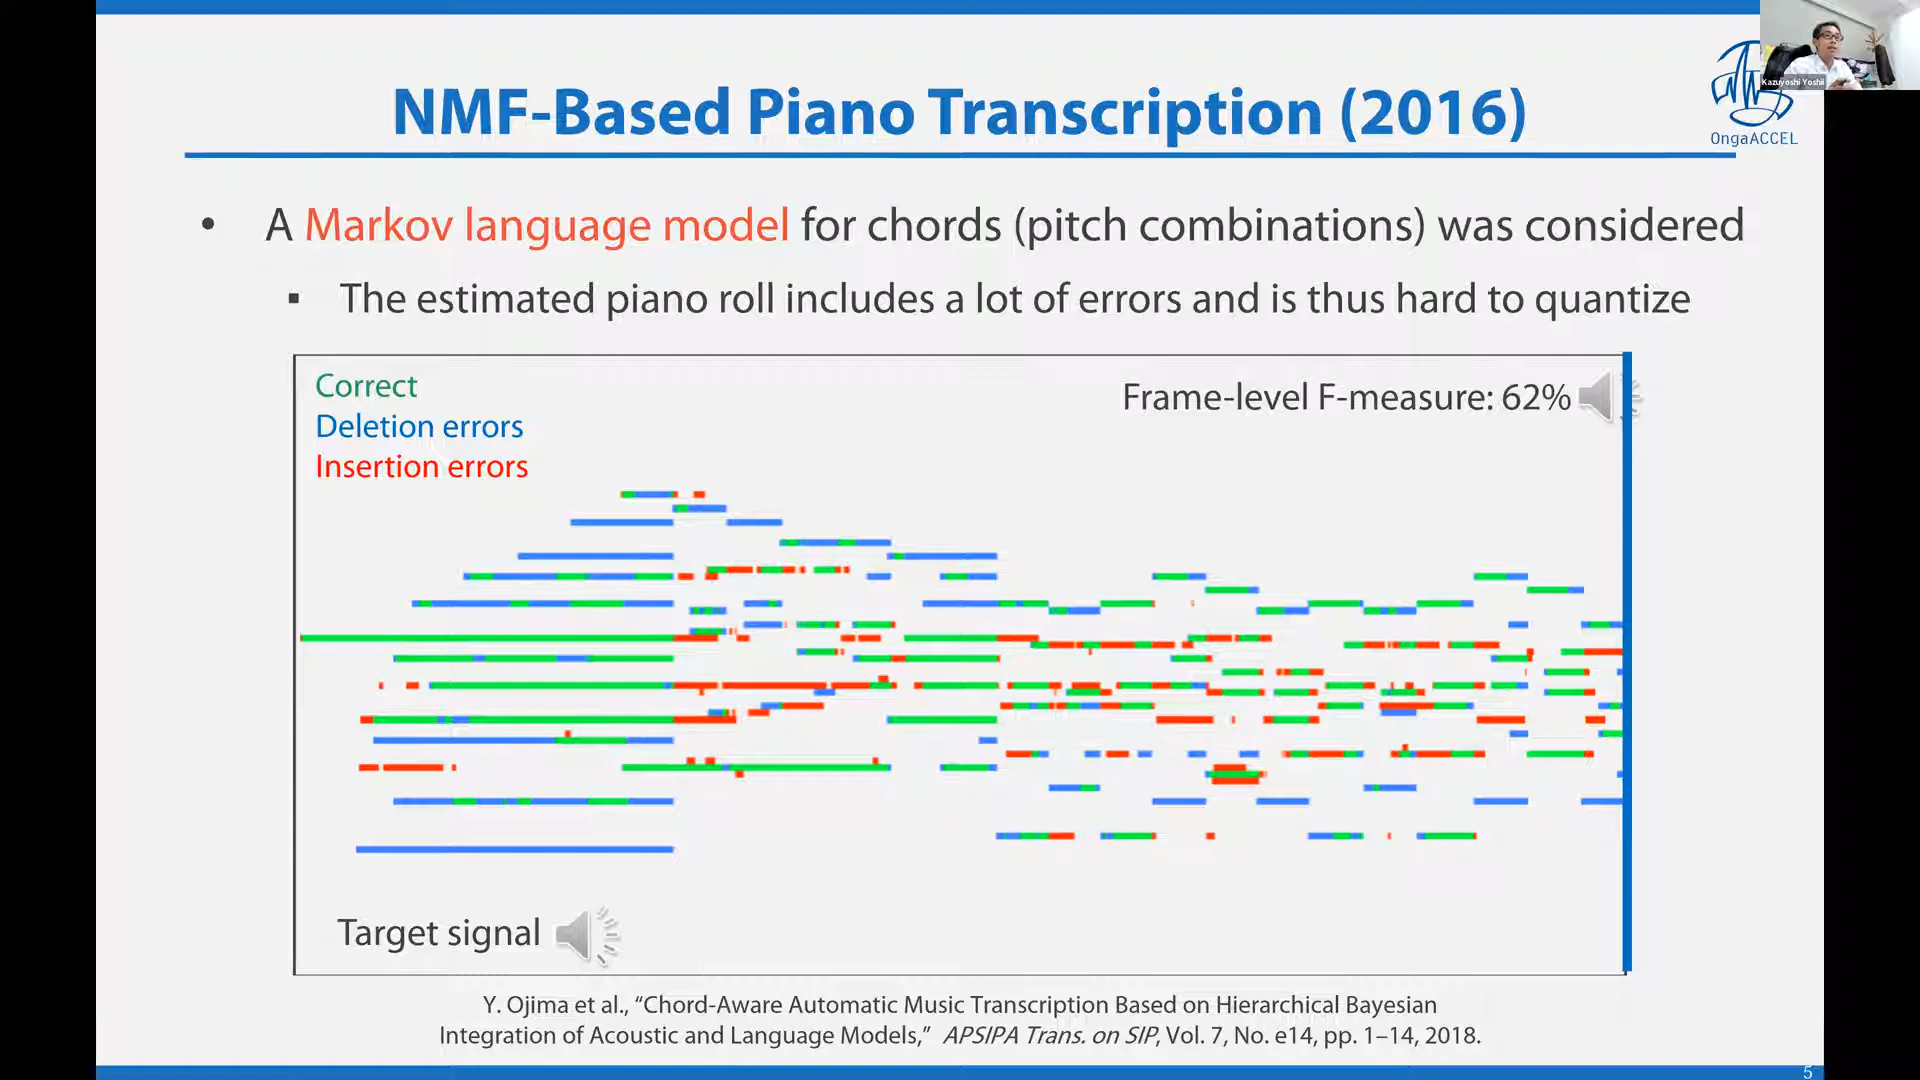 NMF-Based Piano Transcription (2016)
Kazuyoshi Yoshii
OngaACCEL
• A Markov language model for chords (pitch combinations) was considered
▪ The estimated piano roll includes a lot of errors and is thus hard to quantize
Correct
Deletion errors
Insertion errors
Frame-level F-measure: 62%
Target signal
Y. Ojima et al., “Chord-Aware Automatic Music Transcription Based on Hierarchical Bayesian
Integration of Acoustic and Language Models,” APSIPA Trans. on SIP, Vol. 7, No. e14, pp. 1–14, 2018.
5